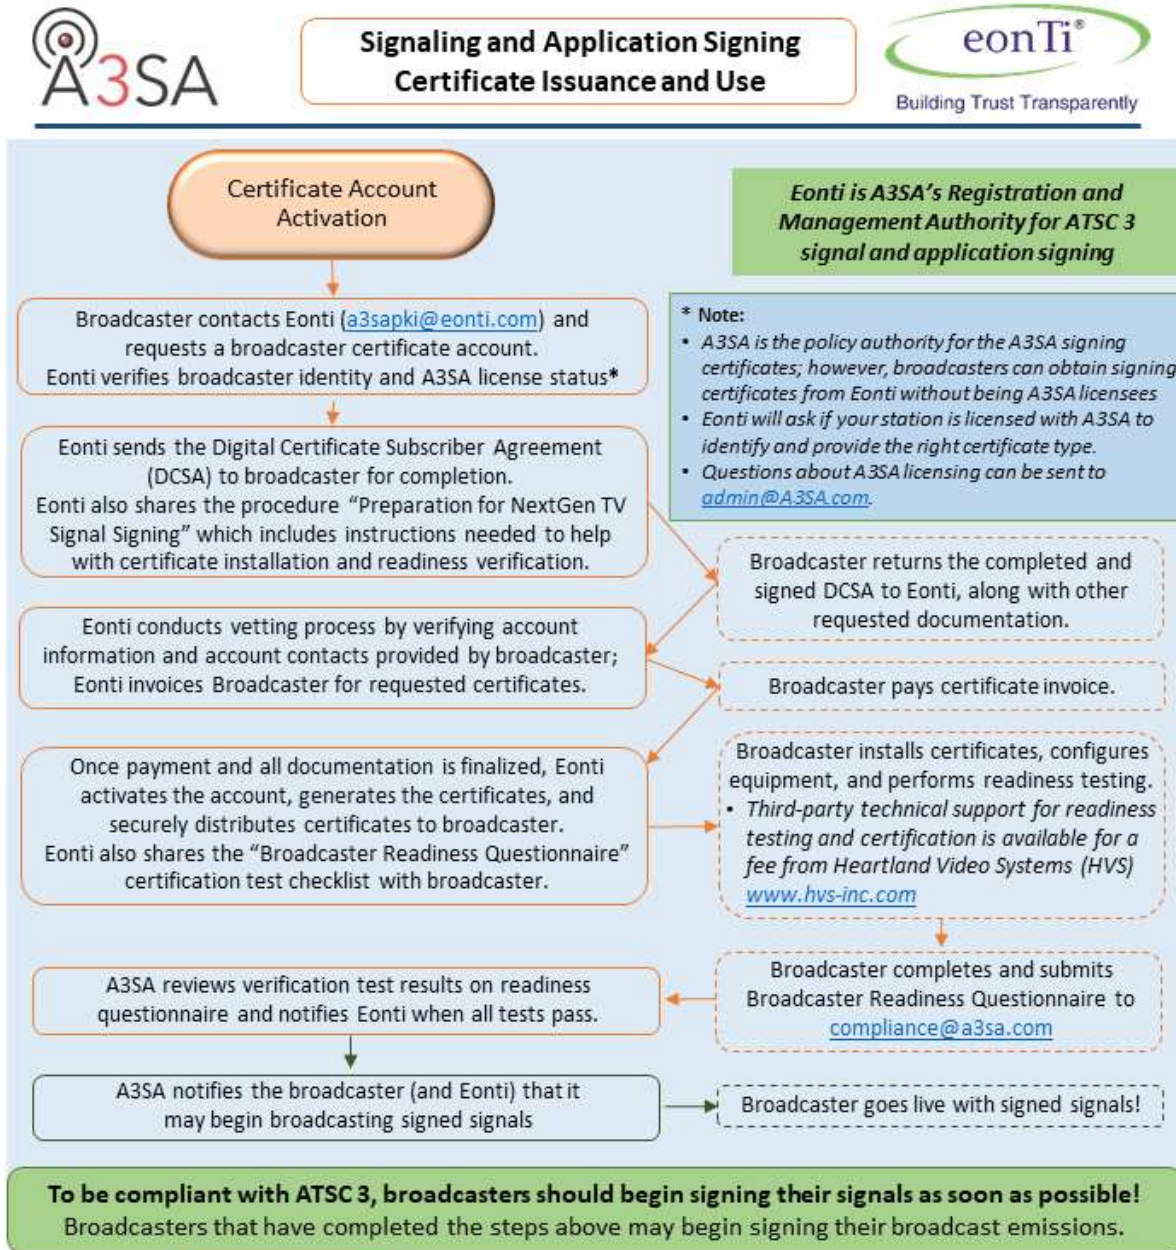 A3SA
Signaling and Application Signing
Certificate Issuance and Use
eonTi®
Building Trust Transparently
Certificate Account
Activation
Eonti is A3SA's Registration and
Management Authority for ATSC 3
signal and application signing
Broadcaster contacts Eonti (a3sapki@eonti.com) and
requests a broadcaster certificate account.
Eonti verifies broadcaster identity and A3SA license status*
* Note:
• A3SA is the policy authority for the A3SA signing
certificates; however, broadcasters can obtain signing
certificates from Eonti without being A3SA licensees
• Eonti will ask if your station is licensed with A3SA to
identify and provide the right certificate type.
• Questions about A3SA licensing can be sent to
admin@A3SA.com.
Eonti sends the Digital Certificate Subscriber Agreement
(DCSA) to broadcaster for completion.
Eonti also shares the procedure “Preparation for NextGen TV
Signal Signing” which includes instructions needed to help
with certificate installation and readiness verification.
Broadcaster returns the completed and
signed DCSA to Eonti, along with other
requested documentation.
Eonti conducts vetting process by verifying account
information and account contacts provided by broadcaster;
Eonti invoices Broadcaster for requested certificates.
Broadcaster pays certificate invoice.
Once payment and all documentation is finalized, Eonti
activates the account, generates the certificates, and
securely distributes certificates to broadcaster.
Eonti also shares the “Broadcaster Readiness Questionnaire”
certification test checklist with broadcaster.
Broadcaster installs certificates, configures
equipment, and performs readiness testing.
• Third-party technical support for readiness
testing and certification is available for a
fee from Heartland Video Systems (HVS)
www.hvs-inc.com
Broadcaster completes and submits
Broadcaster Readiness Questionnaire to
compliance@a3sa.com
A3SA reviews verification test results on readiness
questionnaire and notifies Eonti when all tests pass.
A3SA notifies the broadcaster (and Eonti) that it
may begin broadcasting signed signals
Broadcaster goes live with signed signals!
To be compliant with ATSC 3, broadcasters should begin signing their signals as soon as possible!
Broadcasters that have completed the steps above may begin signing their broadcast emissions.